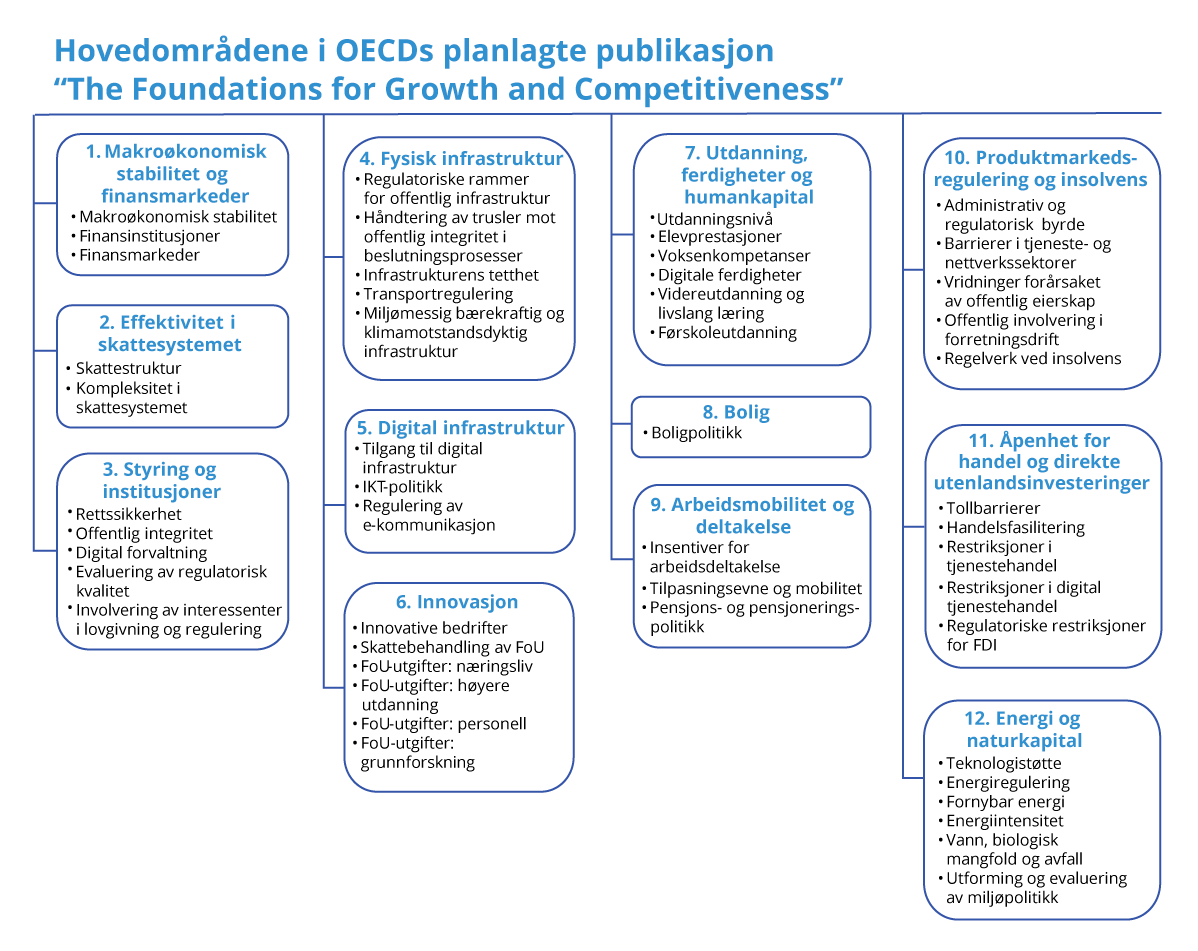 Hovedområdene i OECDs planlagte publikasjon
“The Foundations for Growth and Competitiveness”
1. Makroøkonomisk
stabilitet og
finansmarkeder
• Makroøkonomisk stabilitet
• Finansinstitusjoner
• Finansmarkeder
2. Effektivitet i
skattesystemet
• Skattestruktur
• Kompleksitet i
skattesystemet
3. Styring og
institusjoner
• Rettssikkerhet
• Offentlig integritet
• Digital forvaltning
• Evaluering av regulatorisk
kvalitet
• Involvering av interessenter
i lovgivning og regulering
4. Fysisk infrastruktur
• Regulatoriske rammer
for offentlig infrastruktur
• Håndtering av trusler mot
offentlig integritet i
beslutningsprosesser
• Infrastrukturens tetthet
• Transportregulering
• Miljømessig bærekraftig og
klimamotstandsdyktig
infrastruktur
5. Digital infrastruktur
• Tilgang til digital
infrastruktur
• IKT-politikk
• Regulering av
e-kommunikasjon
6. Innovasjon
• Innovative bedrifter
• Skattebehandling av FoU
• FoU-utgifter: næringsliv
• FoU-utgifter: høyere
utdanning
• FoU-utgifter: personell
• FoU-utgifter:
grunnforskning
7. Utdanning,
ferdigheter og
humankapital
• Utdanningsnivå
• Elevprestasjoner
• Voksenkompetanser
• Digitale ferdigheter
• Videreutdanning og
livslang læring
• Førskoleutdanning
8. Bolig
• Boligpolitikk
9. Arbeidsmobilitet og
deltakelse
• Insentiver for
arbeidsdeltakelse
• Tilpasningsevne og mobilitet
• Pensjons- og pensjonerings-
politikk
10. Produktmarkeds-
regulering og insolvens
• Administrativ og
regulatorisk byrde
• Barrierer i tjeneste- og
nettverkssektorer
• Vridninger forårsaket
av offentlig eierskap
• Offentlig involvering i
forretningsdrift
• Regelverk ved insolvens
11. Åpenhet for
handel og direkte
utenlandsinvesteringer
• Tollbarrierer
• Handelsfasilitering
• Restriksjoner i
tjenestehandel
• Restriksjoner i digital
tjenestehandel
• Regulatoriske restriksjoner
for FDI
12. Energi og
naturkapital
• Teknologistøtte
• Energiregulering
• Fornybar energi
• Energiintensitet
• Vann, biologisk
mangfold og avfall
• Utforming og evaluering
av miljøpolitikk